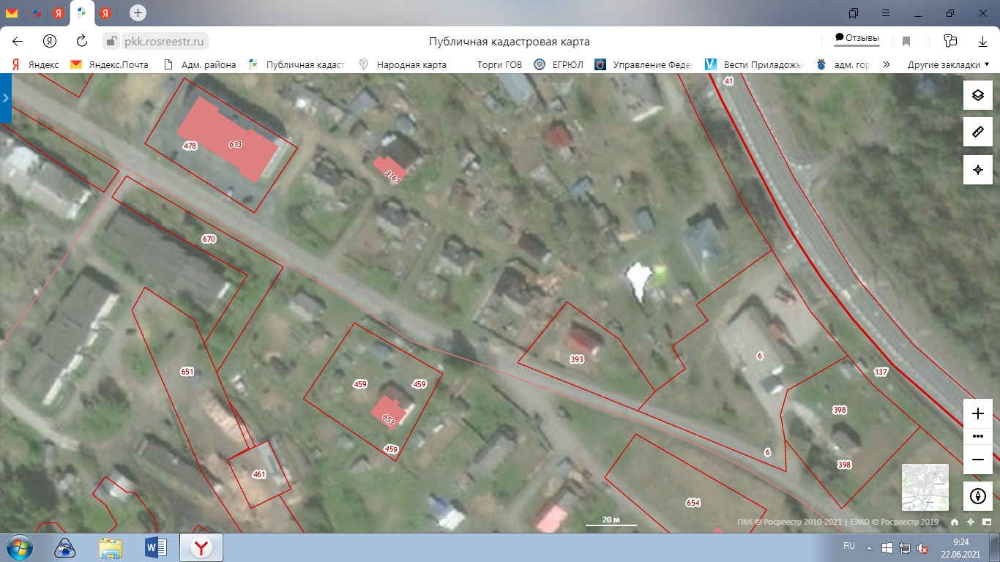 pkk.rosreestr.ru
Публичная кадастровая карта
Отзывы
Яндекс
Яндекс.Почта
Адм. района
Публичная кадаст
Народная карта
Торги ГОВ
ЕГРЮЛ
Управление Феде
Вести Приладожь
адм. гор
Другие закладки
41
478
613
3161
670
393
6
137
651
459
459
653
398
459
6
398
461
654
20 м
ПКК © Росреестр 2010-2021 | ЕЭКО © Росреестр 2019
RU
9:24
22.06.2021